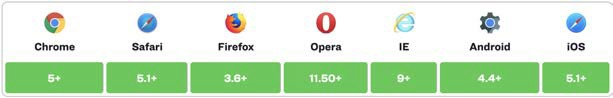 Chrome Safari Firefox Opera IE Android iOS
5+ 5.1+ 3.6+ 11.50+ 9+ 4.4+ 5.1+